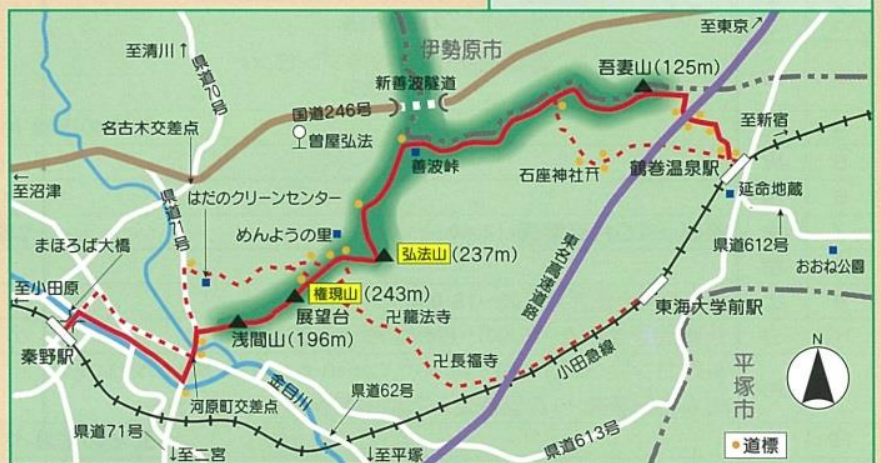 至東京↗
至清川↑
県道70号
伊勢原市
吾妻山(125m)
新善波隧道
国道246号
名古木交差点
曽屋弘法
至新宿
→
善波峠
石座神社
鶴巻温泉駅
←
至沼津
県道71号
はだのクリーンセンター
延命地蔵
まほろば大橋
めんようの里
弘法山(237m)
東名高速道路
県道612号
おおね公園
至小田原
←
権現山(243m)
展望台
卍龍法寺
東海大学前駅
浅間山(196m)
秦野駅
卍長福寺
小田急線
平塚市
N
金目川
河原町交差点
県道62号
県道71号
↓至二宮
↓至平塚
県道613号
道標